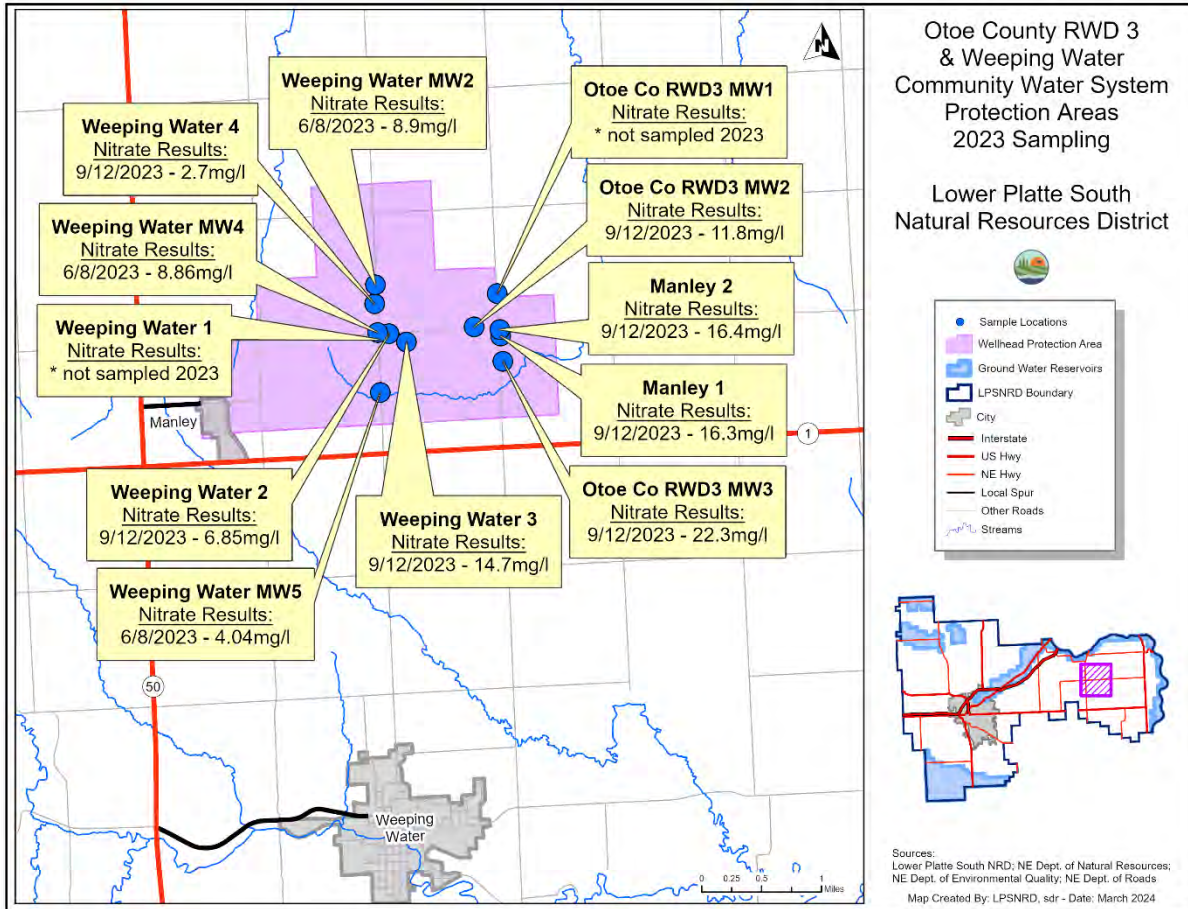 Otoe County RWD 3
& Weeping Water
Community Water System
Protection Areas
2023 Sampling
Lower Platte South
Natural Resources District
N
Weeping Water MW2
Nitrate Results:
6/8/2023 - 8.9mg/l
Otoe Co RWD3 MW1
Nitrate Results:
* not sampled 2023
Weeping Water 4
Nitrate Results:
9/12/2023 - 2.7mg/l
Otoe Co RWD3 MW2
Nitrate Results:
9/12/2023 - 11.8mg/l
Weeping Water MW4
Nitrate Results:
6/8/2023 - 8.86mg/l
Manley 2
Nitrate Results:
9/12/2023 - 16.4mg/l
Weeping Water 1
Nitrate Results:
* not sampled 2023
Manley 1
Nitrate Results:
9/12/2023 - 16.3mg/l
Manley
1
Weeping Water 2
Nitrate Results:
9/12/2023 - 6.85mg/l
Weeping Water 3
Nitrate Results:
9/12/2023 - 14.7mg/l
Otoe Co RWD3 MW3
Nitrate Results:
9/12/2023 - 22.3mg/l
Weeping Water MW5
Nitrate Results:
6/8/2023 - 4.04mg/l
50
Weeping
Water
0 0.25 0.5 1
Miles
Sample Locations
Wellhead Protection Area
Ground Water Reservoirs
LPSNRD Boundary
City
Interstate
US Hwy
NE Hwy
Local Spur
Other Roads
Streams
Sources:
Lower Platte South NRD; NE Dept. of Natural Resources;
NE Dept. of Environmental Quality; NE Dept. of Roads
Map Created By: LPSNRD, sdr - Date: March 2024